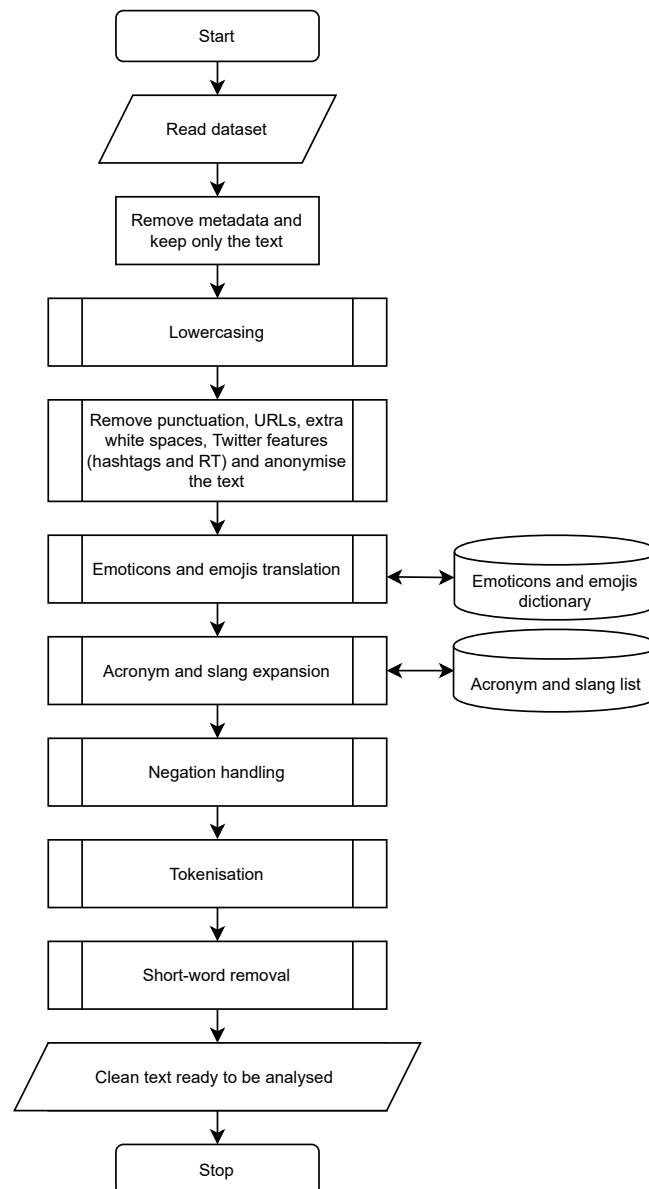 Start
Read dataset
Remove metadata and
keep only the text
Lowercasing
Remove punctuation, URLs, extra
white spaces, Twitter features
(hashtags and RT) and anonymise
the text
Emoticons and emojis translation
Emoticons and emojis
dictionary
Acronym and slang expansion
Acronym and slang list
Negation handling
Tokenisation
Short-word removal
Clean text ready to be analysed
Stop